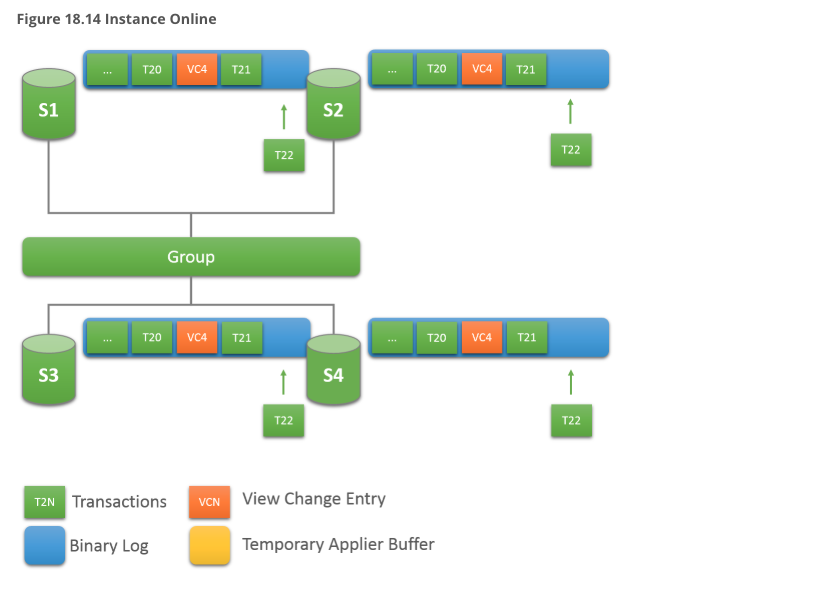 Figure 18.14 Instance Online
... T20 VC4 T21
... T20 VC4 T21
S1
S2
T22
T22
Group
... T20 VC4 T21
... T20 VC4 T21
S3
S4
T22
T22
T2N Transactions
VCN View Change Entry
Binary Log
Temporary Applier Buffer